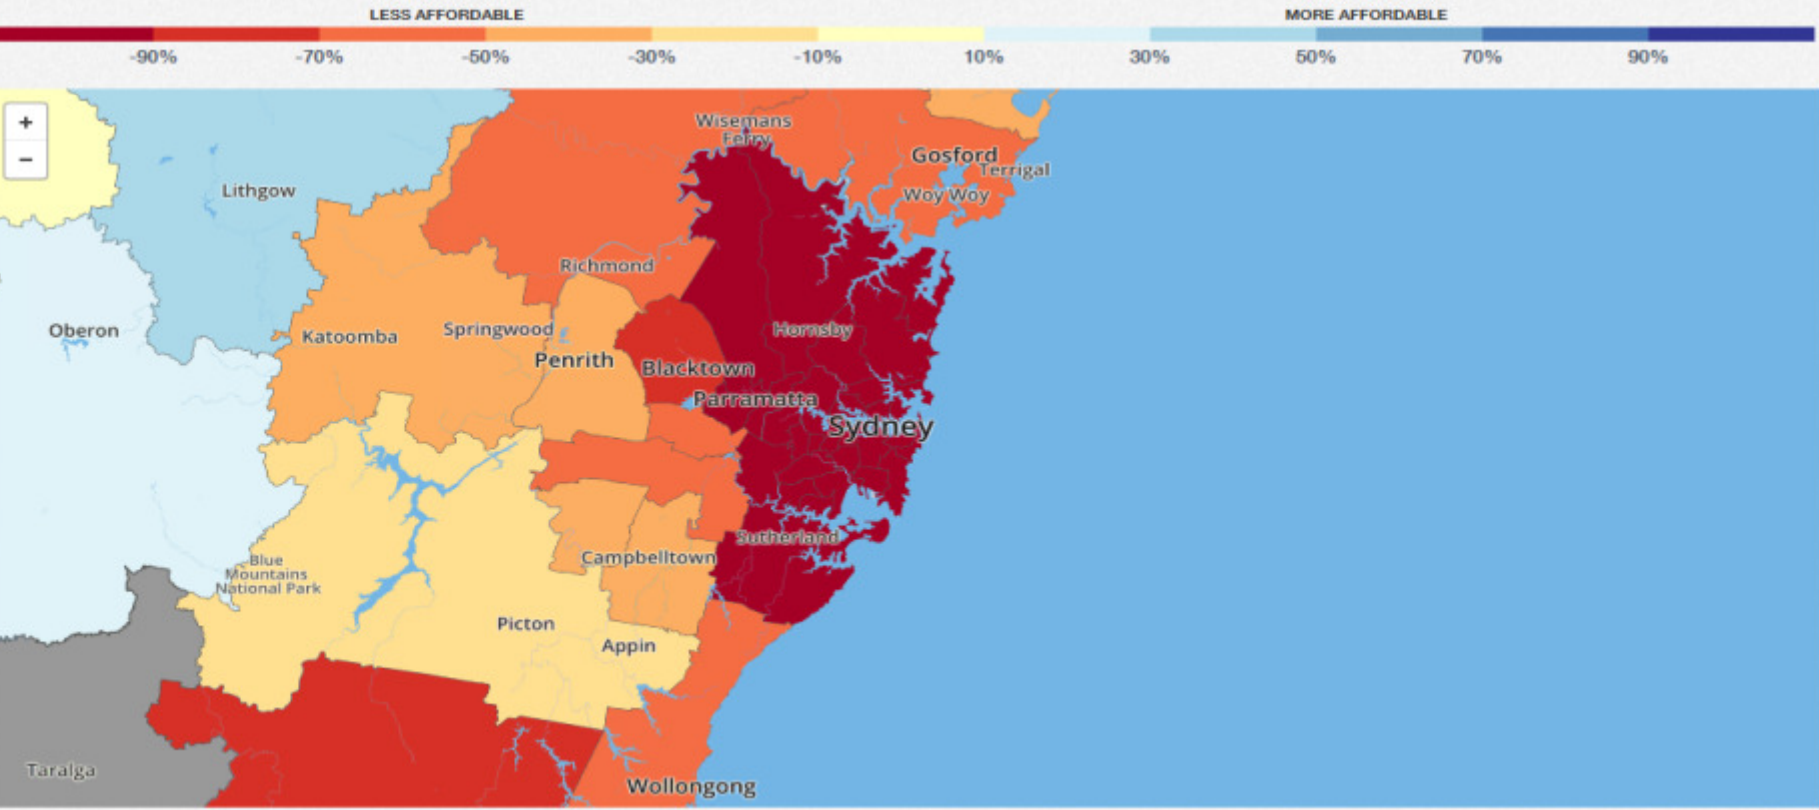 LESS AFFORDABLE MORE AFFORDABLE
-90% -70% -50% -30% -10% 10% 30% 50% 70% 90%
+
−
Wisemans
Ferry
Gosford
Terrigal
Lithgow
Woy Woy
Richmond
Oberon
Katoomba
Springwood
Hornsby
Penrith
Blacktown
Parramatta
Sydney
Sutherland
Campbelltown
Blue
Mountains
National Park
Picton
Appin
Taralga
Wollongong